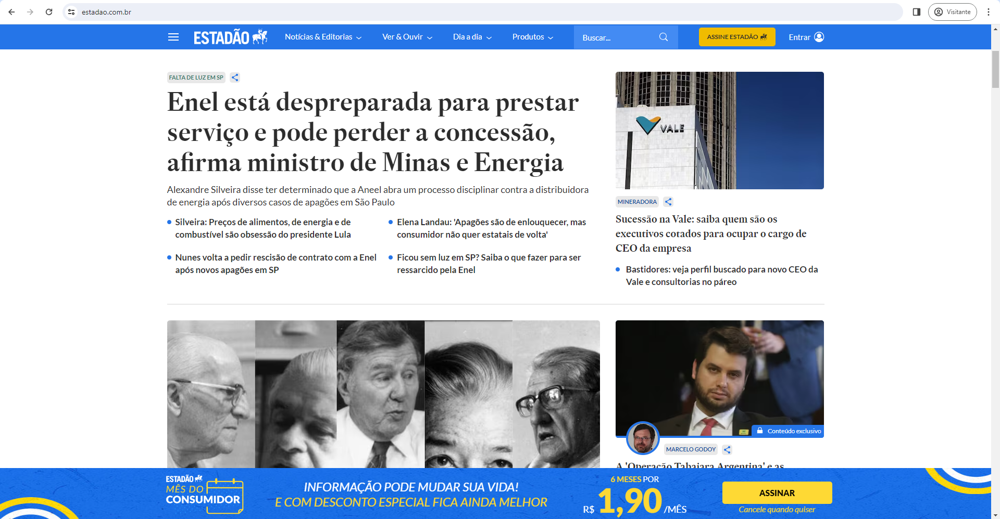 estadao.com.br
Visitante
ESTADÃO
Notícias & Editorias
Ver & Ouvir
Dia a dia
Produtos
Buscar...
ASSINE ESTADÃO
Entrar
FALTA DE LUZ EM SP
Enel está despreparada para prestar
serviço e pode perder a concessão,
afirma ministro de Minas e Energia
Alexandre Silveira disse ter determinado que a Aneel abra um processo disciplinar contra a distribuidora
de energia após diversos casos de apagões em São Paulo
Silveira: Preços de alimentos, de energia e de
combustível são obsessão do presidente Lula
Nunes volta a pedir rescisão de contrato com a Enel
após novos apagões em SP
Elena Landau: 'Apagões são de enlouquecer, mas
consumidor não quer estatais de volta'
Ficou sem luz em SP? Saiba o que fazer para ser
ressarcido pela Enel
VALE
MINERADORA
Sucessão na Vale: saiba quem são os
executivos cotados para ocupar o cargo de
CEO da empresa
Bastidores: veja perfil buscado para novo CEO da
Vale e consultorias no páreo
Conteúdo exclusivo
MARCELO GODOY
A 'Operação Tabajara Argentina' e as
ESTADÃO
MÊS DO
CONSUMIDOR
INFORMAÇÃO PODE MUDAR SUA VIDA!
E COM DESCONTO ESPECIAL FICA AINDA MELHOR
6 MESES POR
R$ 1,90 /MÊS
ASSINAR
Cancele quando quiser